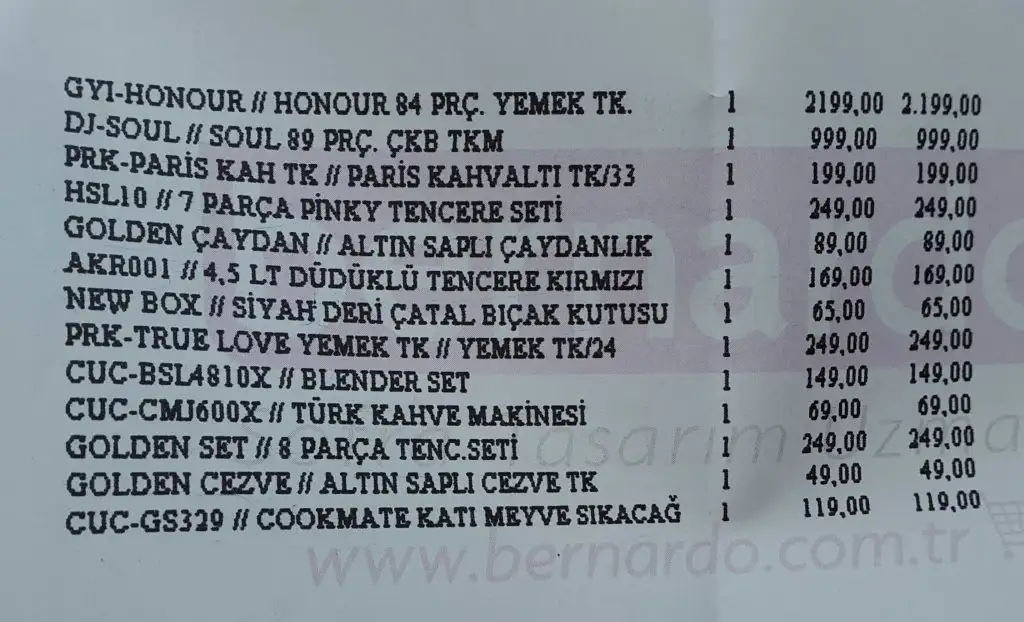 GYI-HONOUR // HONOUR 84 PRÇ. YEMEK TK. 1 2199,00 2.199,00
DJ-SOUL // SOUL 89 PRÇ. ÇKB TKM 1 999,00 999,00
PRK-PARİS KAH TK // PARİS KAHVALTI TK/33 1 199,00 199,00
HSL10 // 7 PARÇA PİNKY TENCERE SETİ 1 249,00 249,00
GOLDEN ÇAYDAN // ALTIN SAPLI ÇAYDANLIK 1 89,00 89,00
AKR001 // 4,5 LT DÜDÜKLÜ TENCERE KIRMIZI 1 169,00 169,00
NEW BOX // SİYAH DERİ ÇATAL BIÇAK KUTUSU 1 65,00 65,00
PRK-TRUE LOVE YEMEK TK // YEMEK TK/24 1 249,00 249,00
CUC-BSL4810X // BLENDER SET 1 149,00 149,00
CUC-CMJ600X // TÜRK KAHVE MAKİNESİ 1 69,00 69,00
GOLDEN SET // 8 PARÇA TENC.SETİ 1 249,00 249,00
GOLDEN CEZVE // ALTIN SAPLI CEZVE TK 1 49,00 49,00
CUC-GS329 // COOKMATE KATI MEYVE SIKACAĞ 1 119,00 119,00
www.bernardo.com.tr